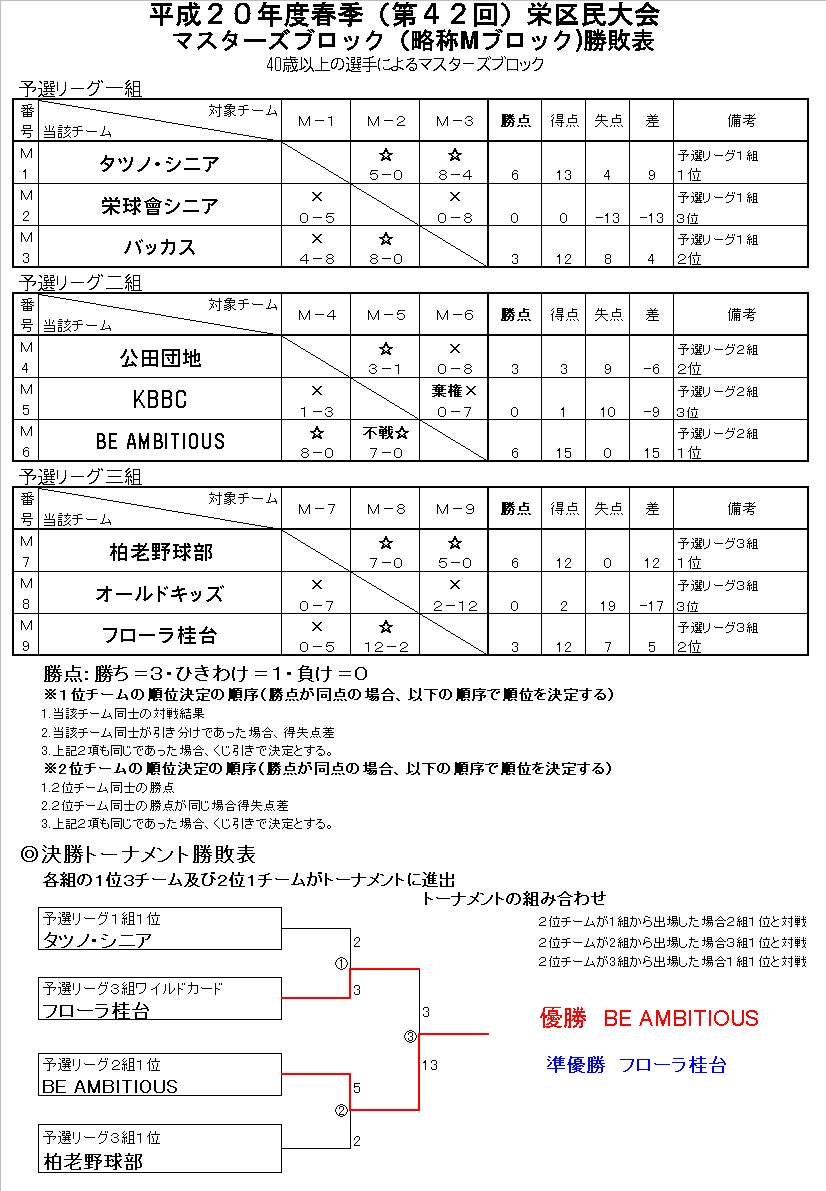 平成２０年度春季（第４２回）栄区民大会
マスターズブロック（略称Mブロック)勝敗表
40歳以上の選手によるマスターズブロック
予選リーグ一組
番号 当該チーム 対象チーム Ｍ－１ Ｍ－２ Ｍ－３ 勝点 得点 失点 差 備考
Ｍ1 タツノ・シニア ☆ 5－0 ☆ 8－4 6 13 4 9 予選リーグ１組 1位
Ｍ2 栄球會シニア × 0－5 × 0－8 0 0 -13 -13 予選リーグ１組 3位
Ｍ3 バッカス × 4－8 ☆ 8－0 3 12 8 4 予選リーグ１組 2位
予選リーグ二組
番号 当該チーム 対象チーム Ｍ－４ Ｍ－５ Ｍ－６ 勝点 得点 失点 差 備考
Ｍ4 公田団地 ☆ 3－1 × 0－8 3 3 9 -6 予選リーグ２組 2位
Ｍ5 KBBC × 1－3 棄権× 0－7 0 1 10 -9 予選リーグ２組 3位
Ｍ6 BE AMBITIOUS ☆ 8－0 不戦☆ 7－0 6 15 0 15 予選リーグ２組 1位
予選リーグ三組
番号 当該チーム 対象チーム Ｍ－７ Ｍ－８ Ｍ－９ 勝点 得点 失点 差 備考
Ｍ7 柏老野球部 ☆ 7－0 ☆ 5－0 6 12 0 12 予選リーグ３組 1位
Ｍ8 オールドキッズ × 0－7 × 2－12 0 2 19 -17 予選リーグ３組 3位
Ｍ9 フローラ桂台 × 0－5 ☆ 12－2 3 12 7 5 予選リーグ３組 2位
勝点：勝ち＝３・ひきわけ＝１・負け＝０
※１位チームの順位決定の順序（勝点が同点の場合、以下の順序で順位を決定する）
1.当該チーム同士の対戦結果
2.当該チーム同士が引き分けであった場合、得失点差
3.上記２項も同じであった場合、くじ引きで決定とする。
※２位チームの順位決定の順序（勝点が同点の場合、以下の順序で順位を決定する）
1.２位チーム同士の勝点
2.２位チーム同士の勝点が同じ場合得失点差
3.上記２項も同じであった場合、くじ引きで決定とする。
◎決勝トーナメント勝敗表
各組の１位３チーム及び２位１チームがトーナメントに進出
トーナメントの組み合わせ
２位チームが１組から出場した場合２組１位と対戦
２位チームが２組から出場した場合３組１位と対戦
２位チームが３組から出場した場合１組１位と対戦
予選リーグ１組１位
タツノ・シニア
2
①
予選リーグ３組ワイルドカード
フローラ桂台
3
3
優勝 BE AMBITIOUS
③
準優勝 フローラ桂台
13
予選リーグ２組１位
BE AMBITIOUS
5
②
予選リーグ３組１位
柏老野球部
2